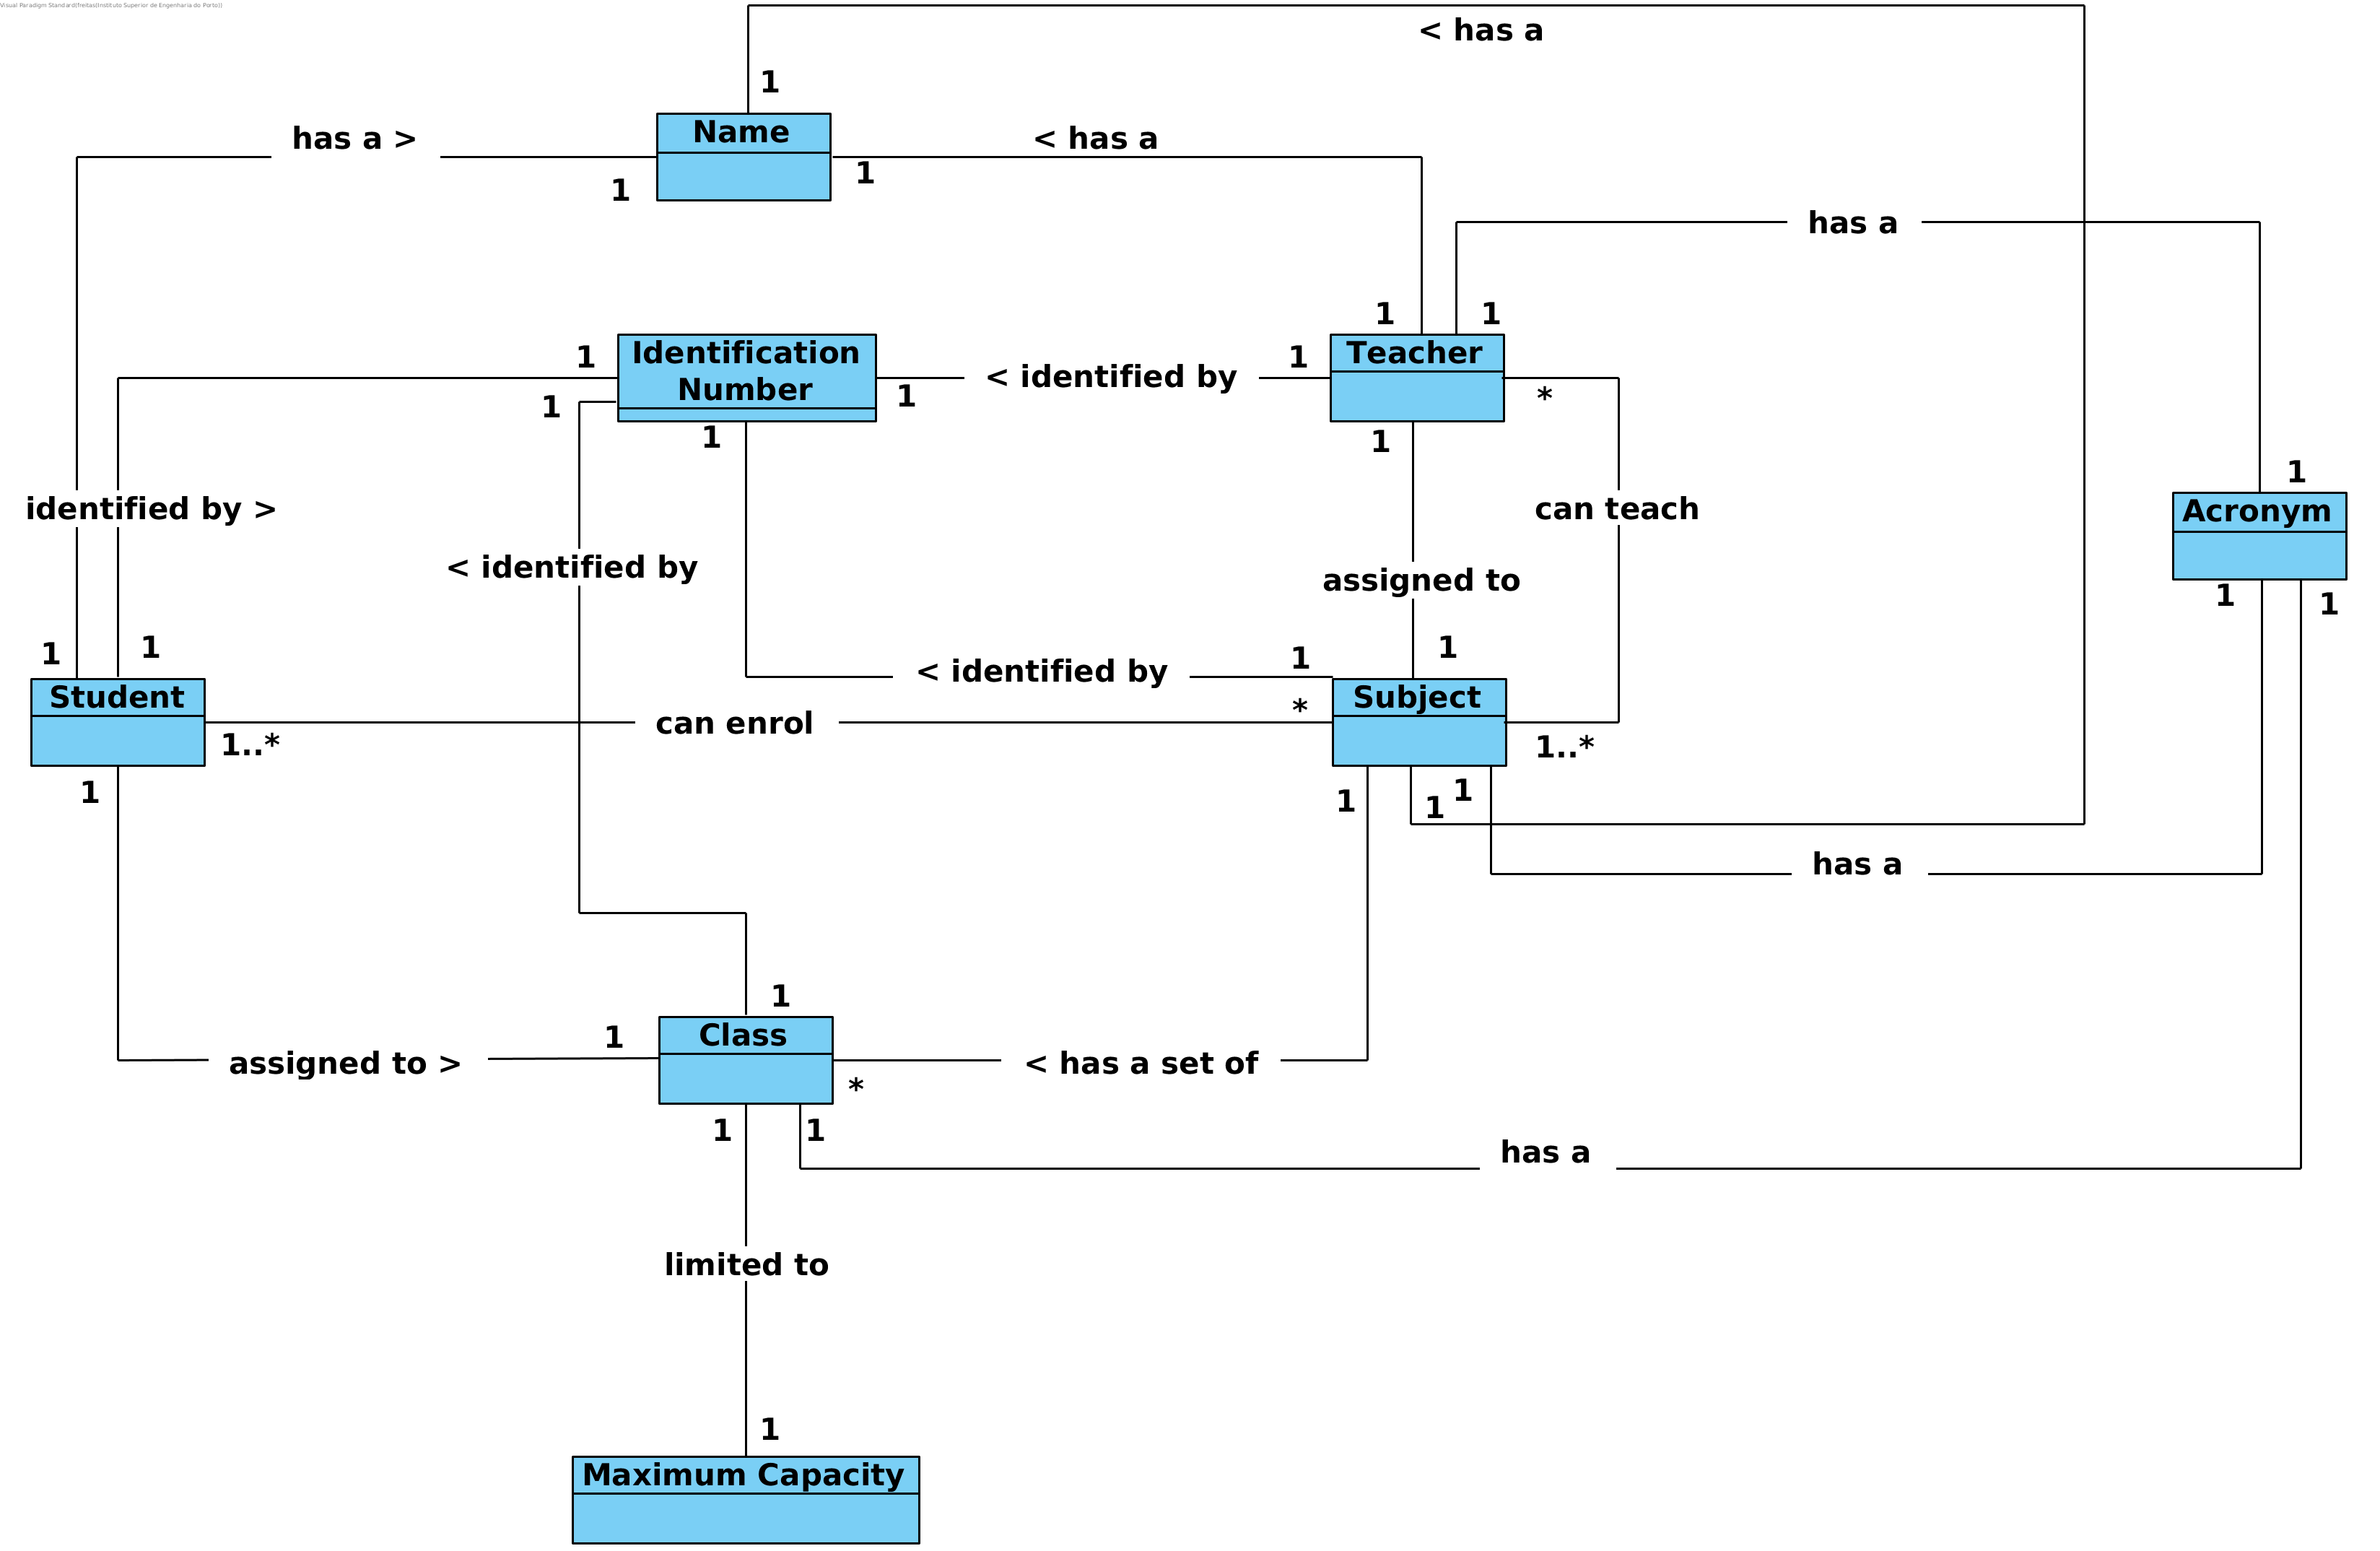 Visual Paradigm Standard(freitas(Instituto Superior de Engenharia do Porto))
< has a
1
Name
has a >
< has a
1
1
has a
1
1
Identification
Number
Teacher
1
1
< identified by
1
1
*
1
1
1
1
Acronym
identified by >
can teach
< identified by
assigned to
1
1
1
1
1
< identified by
1
Student
Subject
*
can enrol
1..*
1..*
1
1
1
1
has a
1
Class
1
assigned to >
< has a set of
*
1
1
has a
limited to
1
Maximum Capacity